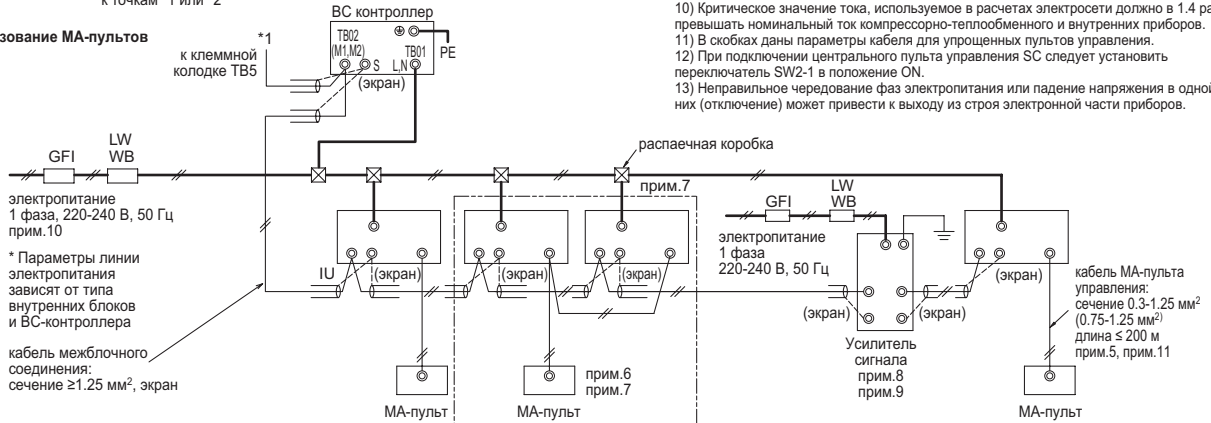 к точкам *1 или *2
зование МА-пультов
*1
к клеммной
колодке ТВ5
ВС контроллер
TB02
(M1,M2)
S
(экран)
TB01
L,N
PE
10) Критическое значение тока, используемое в расчетах электросети должно в 1.4 ра
превышать номинальный ток компрессорно-теплообменного и внутренних приборов.
11) В скобках даны параметры кабеля для упрощенных пультов управления.
12) При подключении центрального пульта управления SC следует установить
переключатель SW2-1 в положение ON.
13) Неправильное чередование фаз электропитания или падение напряжения в одной
них (отключение) может привести к выходу из строя электронной части приборов.
GFI
LW
WB
распаечная коробка
прим.7
электропитание
1 фаза, 220-240 В, 50 Гц
прим.10
* Параметры линии
электропитания
зависят от типа
внутренних блоков
и ВС-контроллера
кабель межблочного
соединения:
сечение ≥1.25 мм², экран
IU
(экран)
(экран)
(экран)
GFI
LW
WB
электропитание
1 фаза
220-240 В, 50 Гц
(экран)
(экран)
(экран)
Усилитель
сигнала
прим.8
прим.9
кабель МА-пульта
управления:
сечение 0.3-1.25 мм²
(0.75-1.25 мм²)
длина ≤ 200 м
прим.5, прим.11
МА-пульт
прим.6
прим.7
МА-пульт
МА-пульт